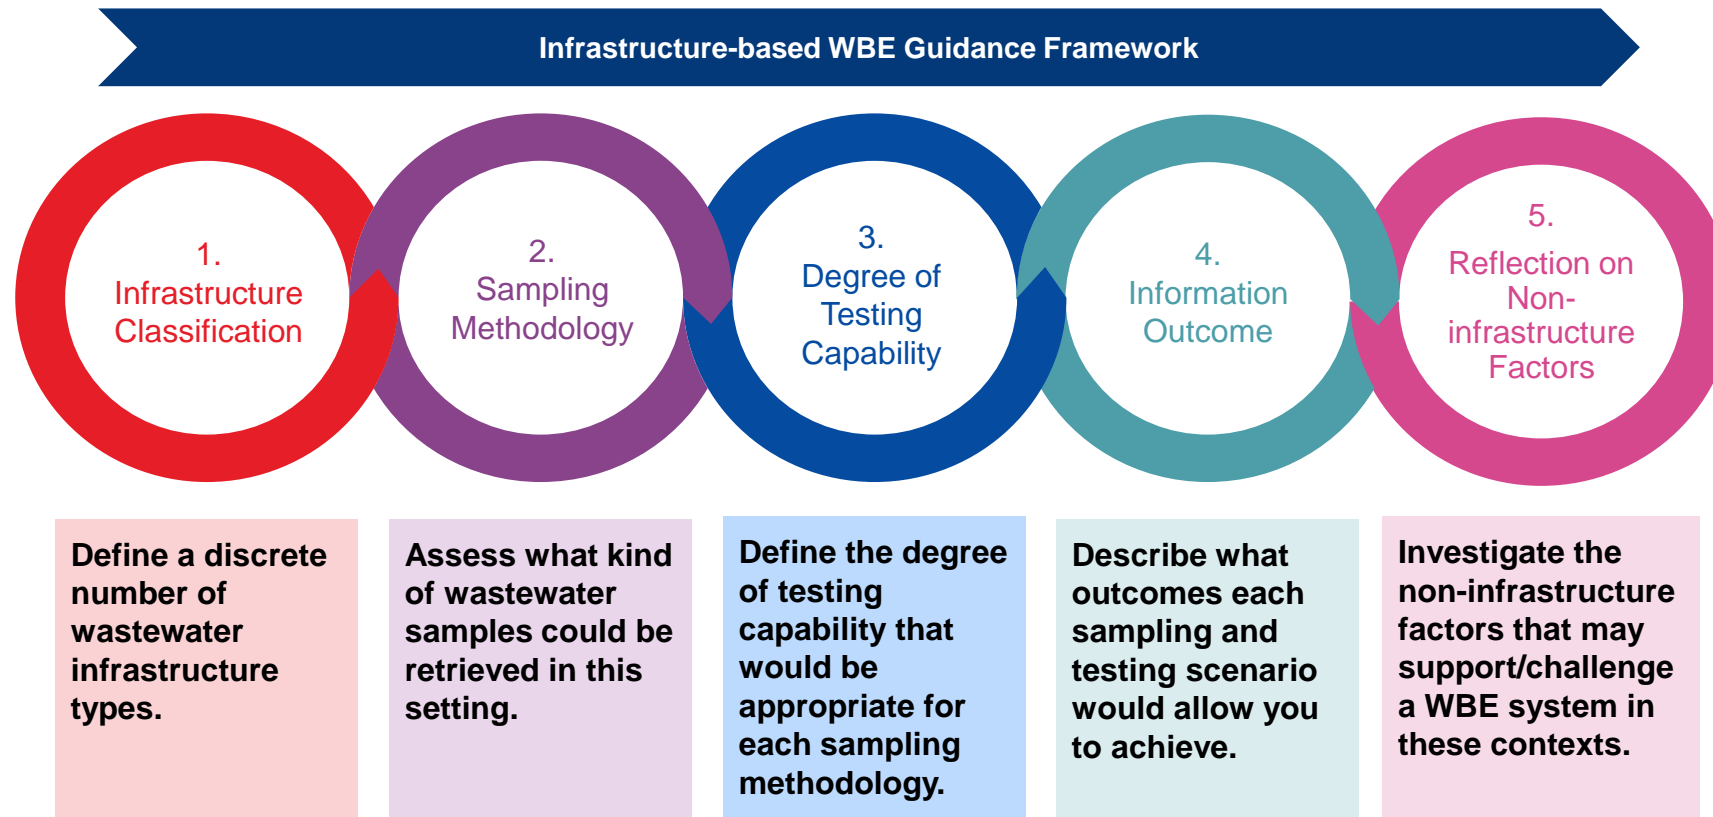 Infrastructure-based WBE Guidance Framework
1.
Infrastructure
Classification
2.
Sampling
Methodology
3.
Degree of
Testing
Capability
4.
Information
Outcome
5.
Reflection on
Non-
infrastructure
Factors
Define a discrete
number of
wastewater
infrastructure
types.
Assess what kind
of wastewater
samples could be
retrieved in this
setting.
Define the degree
of testing
capability that
would be
appropriate for
each sampling
methodology.
Describe what
outcomes each
sampling and
testing scenario
would allow you
to achieve.
Investigate the
non-infrastructure
factors that may
support/challenge
a WBE system in
these contexts.